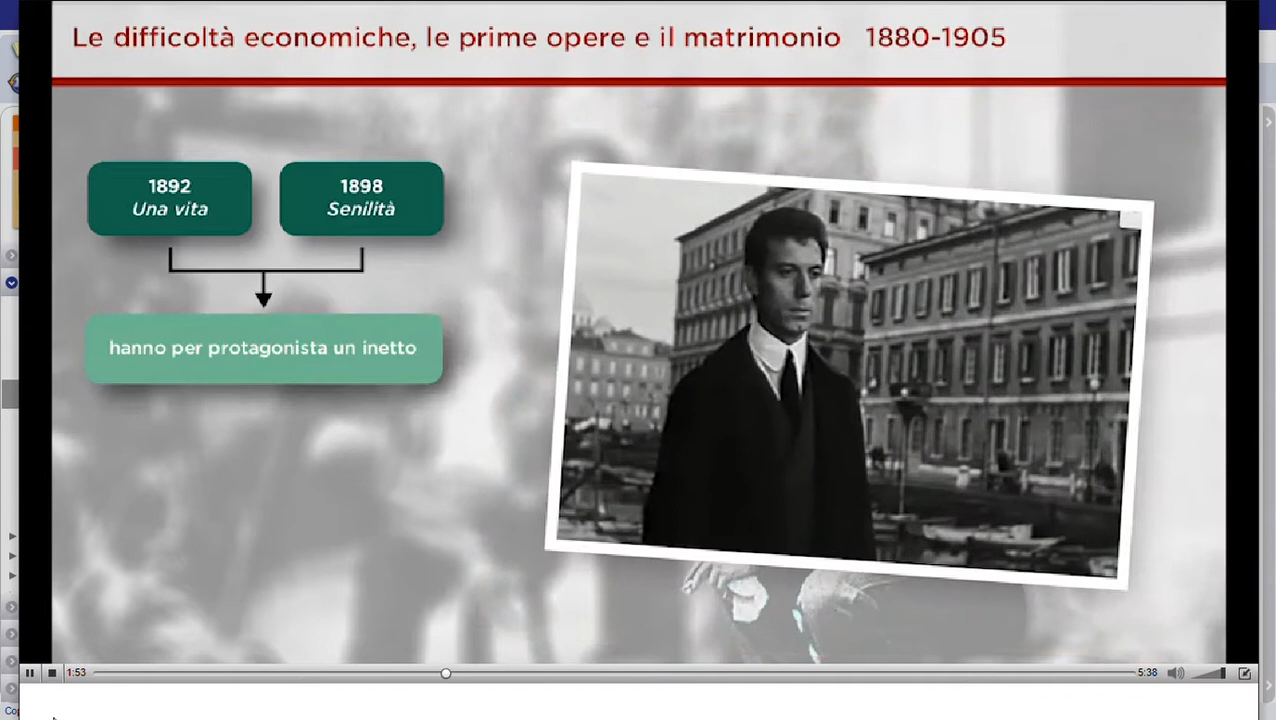 Le difficoltà economiche, le prime opere e il matrimonio 1880-1905
1892
Una vita
1898
Senilità
hanno per protagonista un inetto
1:53
5:38
Cop